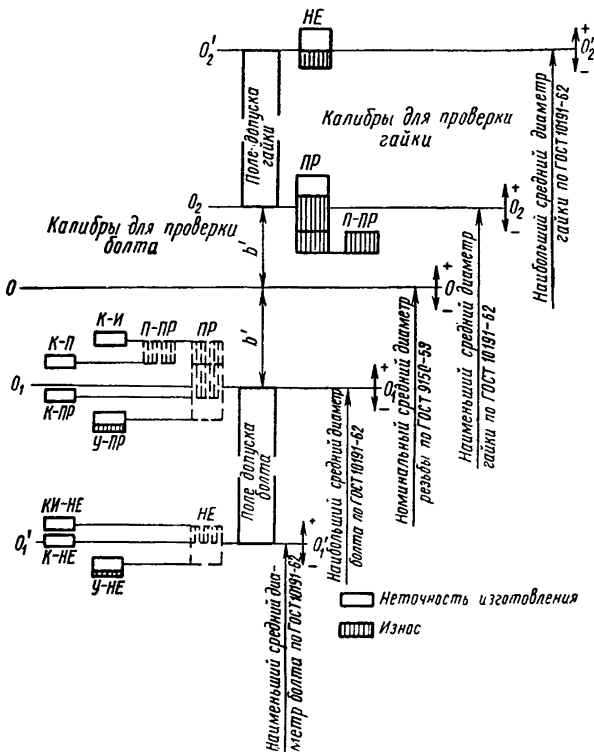 НЕ
O₂'
O₂'
+
−
Поле допуска
гайки
Калибры для проверки
гайки
Наибольший средний диаметр
гайки по ГОСТ 10191-62
ПР
O₂
П-ПР
+
O₂
−
Калибры для проверки
болта
b'
O
+
O
−
Наименьший средний диаметр
гайки по ГОСТ 10191-62
К-И
П-ПР
ПР
К-П
b'
O₁
К-ПР
У-ПР
+
O₁
−
Номинальный средний диаметр
резьбы по ГОСТ 9150-59
Поле допуска
болта
Наибольший средний диаметр
болта по ГОСТ 10191-62
КИ-НЕ
НЕ
O₁'
К-НЕ
У-НЕ
+
O₁'
−
Наименьший средний диа-
метр болта по ГОСТ 10191-62
Неточность изготовления
Износ